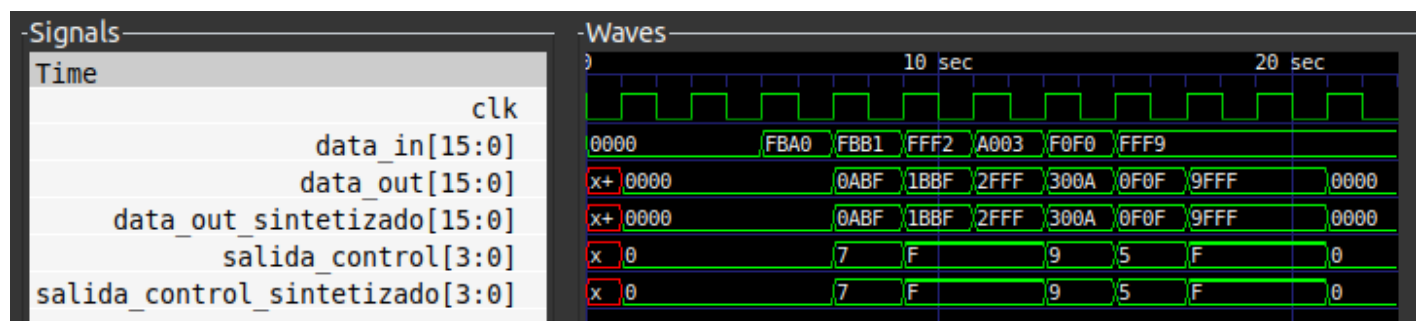 Signals Waves
Time 0 10 sec 20 sec
clk
data_in[15:0] 0000 FBA0 FBB1 FFF2 A003 F0F0 FFF9
data_out[15:0] x+ 0000 0ABF 1BBF 2FFF 300A 0F0F 9FFF 0000
data_out_sintetizado[15:0] x+ 0000 0ABF 1BBF 2FFF 300A 0F0F 9FFF 0000
salida_control[3:0] x 0 7 F 9 5 F 0
salida_control_sintetizado[3:0] x 0 7 F 9 5 F 0